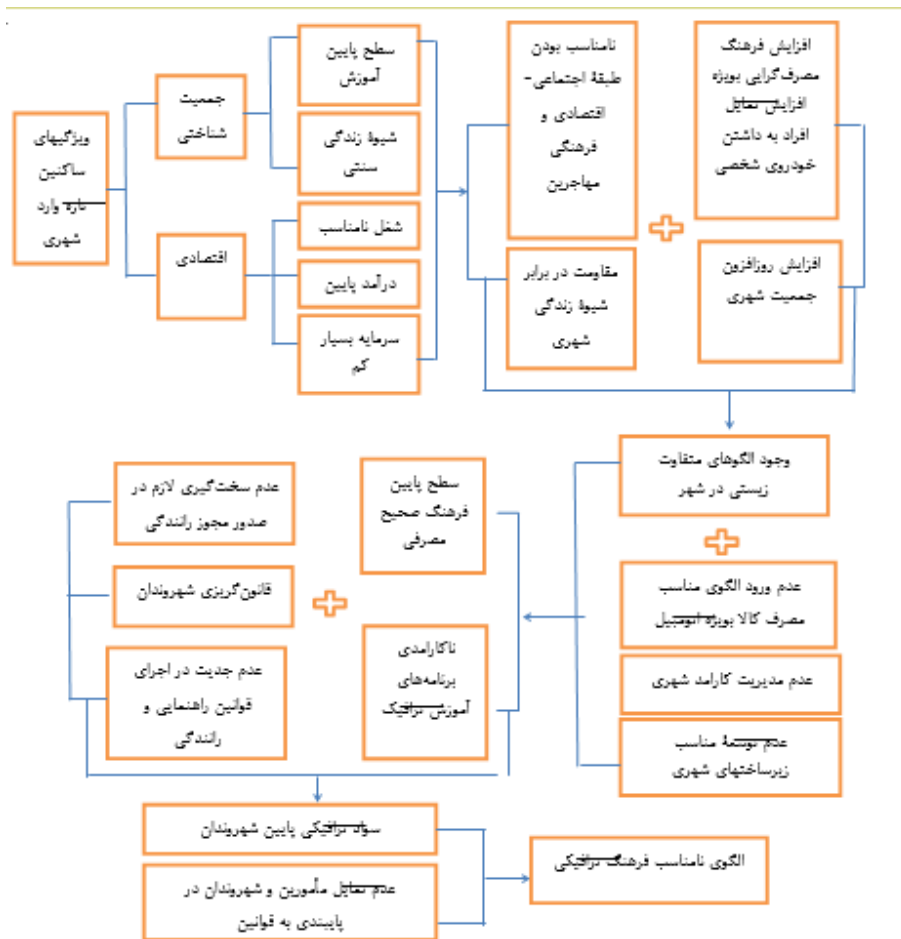 ویژگیهای
ساکنین
تازه وارد
شهری
جمعیت
شناختی
اقتصادی
سطح پایین
آموزش
شیوۀ زندگی
سنتی
شغل نامناسب
درآمد پایین
سرمایه بسیار
کم
نامناسب بودن
طبقۀ اجتماعی-
اقتصادی و
فرهنگی
مهاجرین
مقاومت در برابر
شیوۀ زندگی
شهری
افزایش فرهنگ
مصرف‌گرایی بویژه
افزایش تمایل
افراد به داشتن
خودروی شخصی
افزایش روزافزون
جمعیت شهری
وجود الگوهای متفاوت
زیستی در شهر
عدم ورود الگوی مناسب
مصرف کالا بویژه اتومبیل
عدم مدیریت کارامد شهری
عدم توسعۀ مناسب
زیرساختهای شهری
سطح پایین
فرهنگ صحیح
مصرفی
ناکارامدی
برنامه‌های
آموزش ترافیک
عدم سخت‌گیری لازم در
صدور مجوز رانندگی
قانون‌گریزی شهروندان
عدم جدیت در اجرای
قوانین راهنمایی و
رانندگی
سواد ترافیکی پایین شهروندان
عدم تمایل مأمورین و شهروندان در
پایبندی به قوانین
الگوی نامناسب فرهنگ ترافیکی